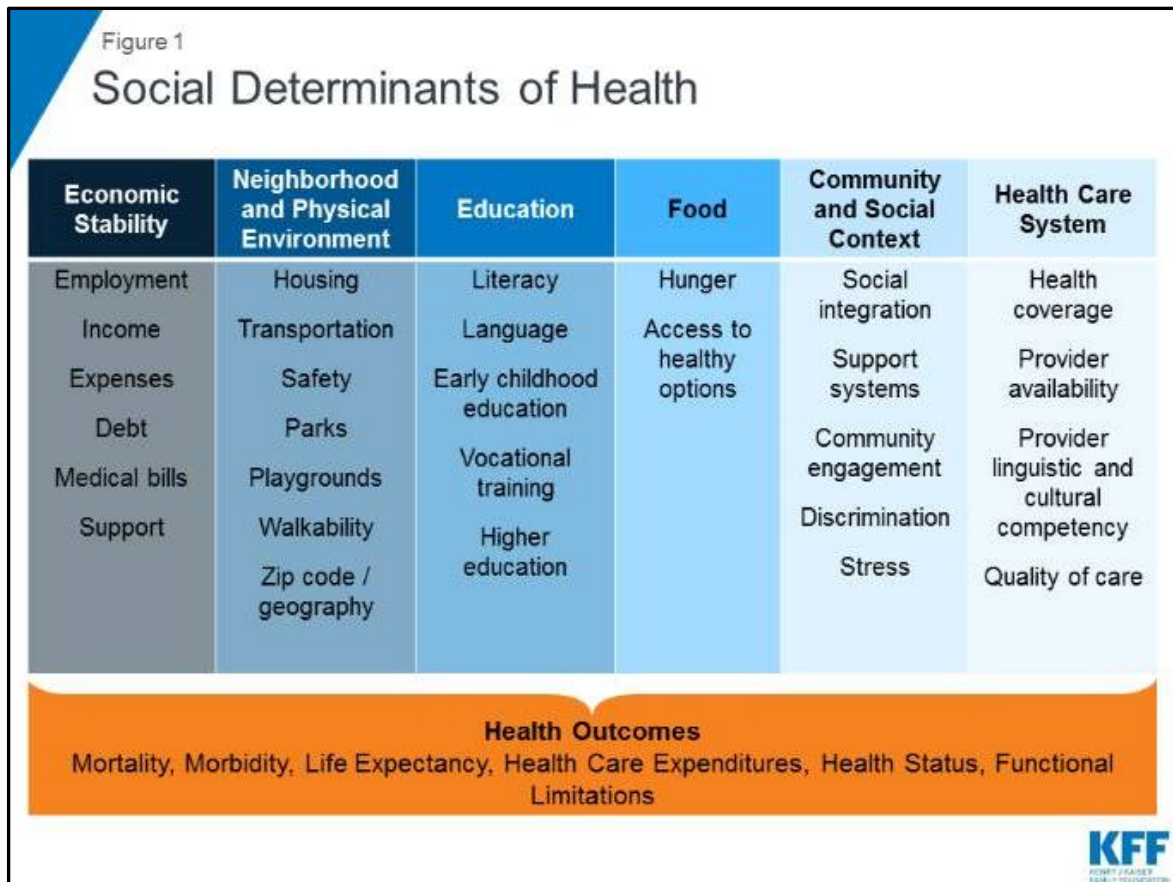 Figure 1
Social Determinants of Health
Economic
Stability
Neighborhood
and Physical
Environment
Education
Food
Community
and Social
Context
Health Care
System
Employment
Income
Expenses
Debt
Medical bills
Support
Housing
Transportation
Safety
Parks
Playgrounds
Walkability
Zip code /
geography
Literacy
Language
Early childhood
education
Vocational
training
Higher
education
Hunger
Access to
healthy
options
Social
integration
Support
systems
Community
engagement
Discrimination
Stress
Health
coverage
Provider
availability
Provider
linguistic and
cultural
competency
Quality of care
Health Outcomes
Mortality, Morbidity, Life Expectancy, Health Care Expenditures, Health Status, Functional
Limitations
KFF
HENRY J KAISER
FAMILY FOUNDATION